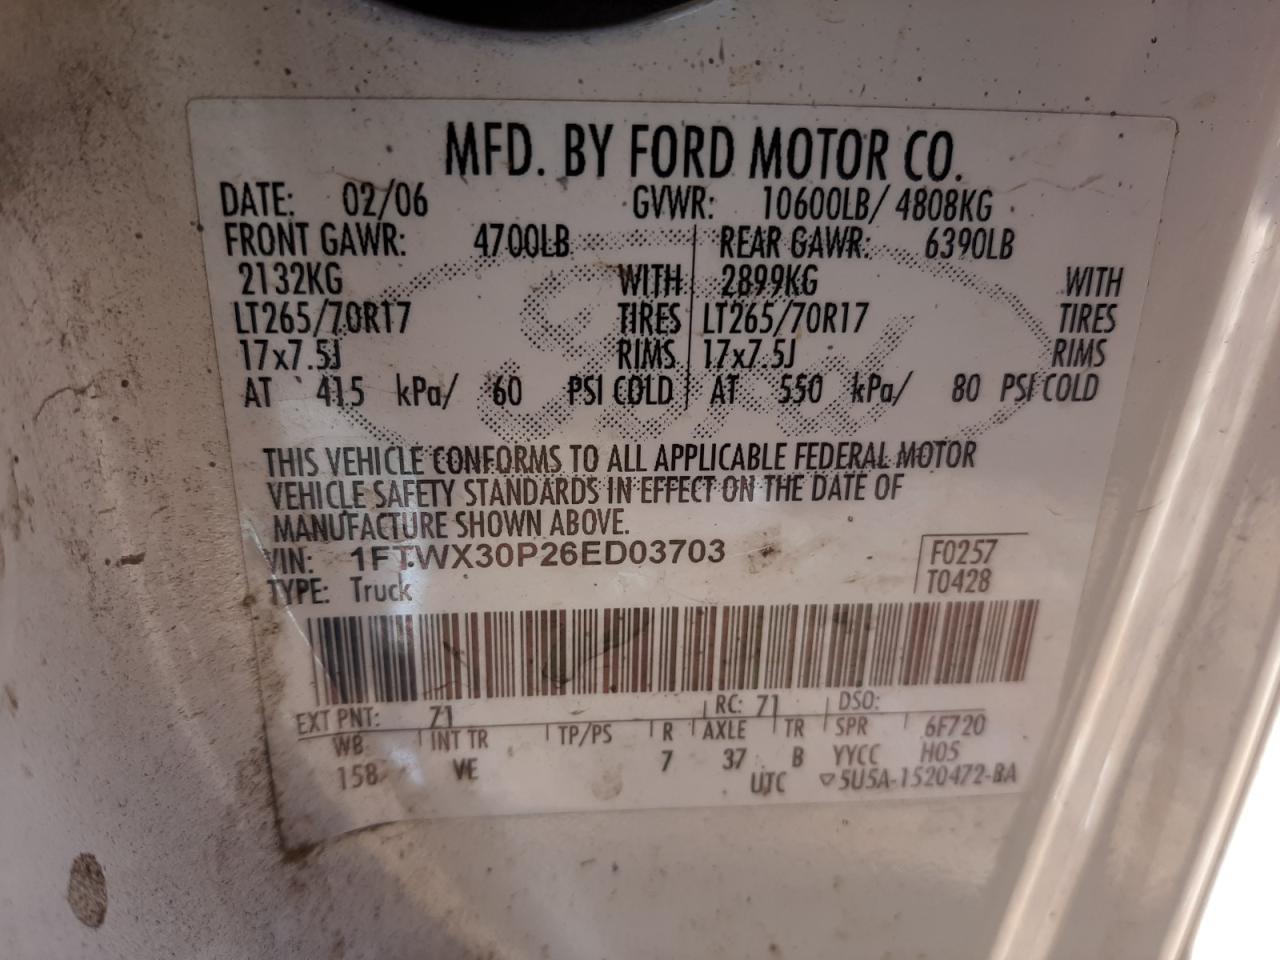 MFD. BY FORD MOTOR CO.
DATE: 02/06 GVWR: 10600LB/ 4808KG
FRONT GAWR: 4700LB REAR GAWR: 6390LB
2132KG WITH 2899KG WITH
LT265/70R17 TIRES LT265/70R17 TIRES
17x7.5J RIMS 17x7.5J RIMS
AT 415 kPa/ 60 PSI COLD AT 550 kPa/ 80 PSI COLD
THIS VEHICLE CONFORMS TO ALL APPLICABLE FEDERAL MOTOR
VEHICLE SAFETY STANDARDS IN EFFECT ON THE DATE OF
MANUFACTURE SHOWN ABOVE.
VIN: 1FTWX30P26ED03703 F0257
TYPE: Truck T0428
EXT PNT: 71 RC: 71 DSO:
WB INT TR TP/PS R AXLE TR SPR 6F720
158 VE 7 37 B YYCC H05
UTC ▽5U5A-1520472-BA
Ford